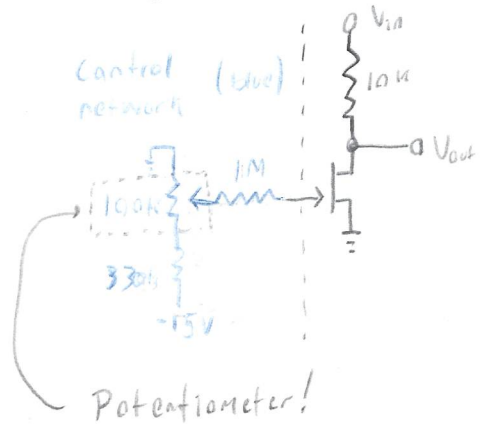 Vin
Control (blue)
network
10K
Vout
1M
100K
330k
-15V
Potentiometer!